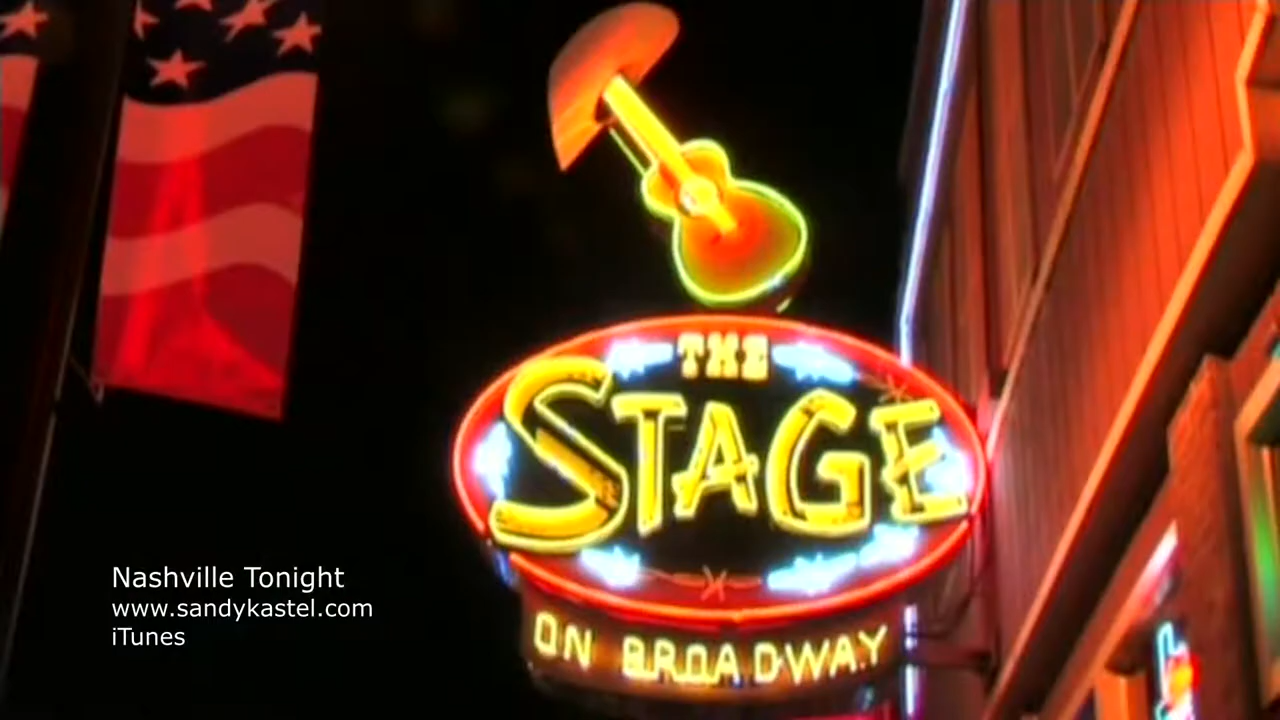 THE
STAGE
ON BROADWAY
Nashville Tonight
www.sandykastel.com
iTunes